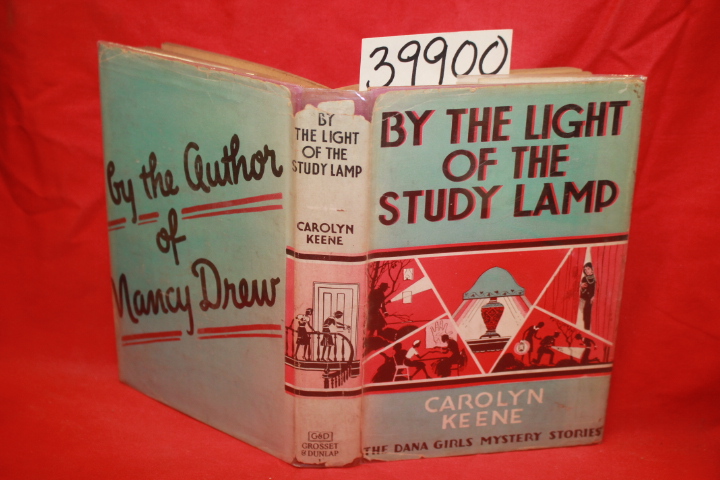 39900
by the Author
of
Nancy Drew
BY
THE LIGHT
OF THE
STUDY LAMP
CAROLYN
KEENE
G&D
GROSSET
& DUNLAP
BY THE LIGHT
OF THE
STUDY LAMP
CAROLYN
KEENE
THE DANA GIRLS MYSTERY STORIES